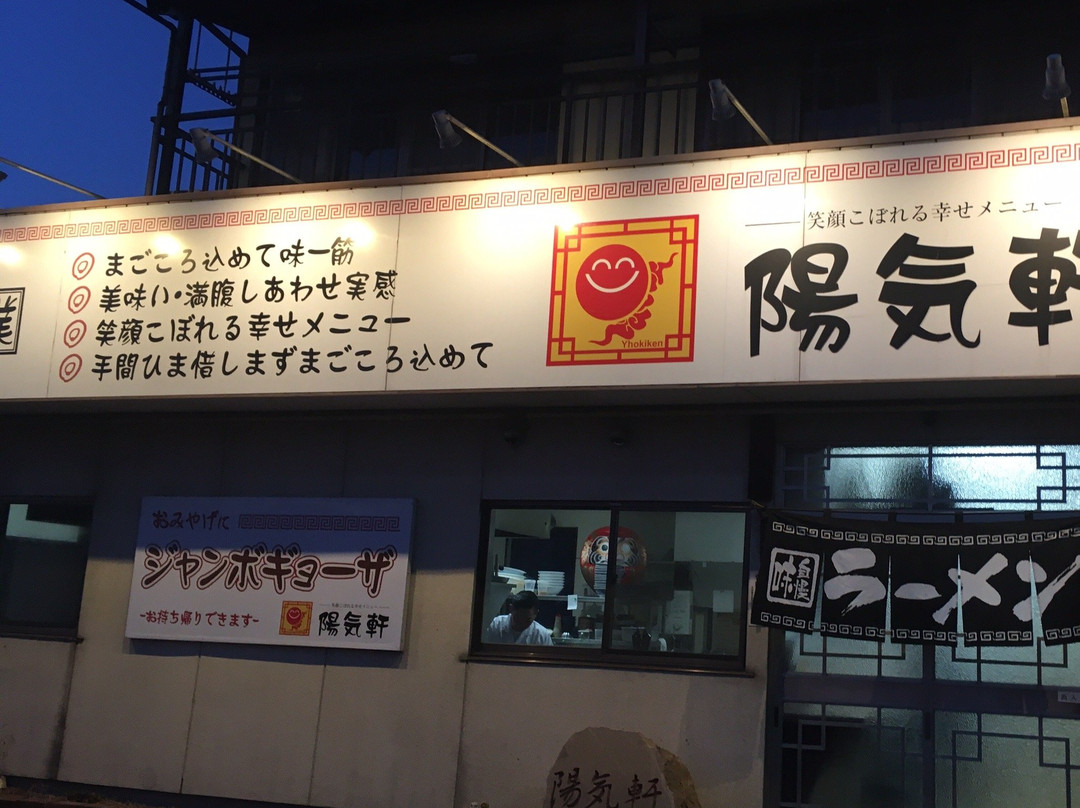 まごころ込めて味一筋
美味い・満腹しあわせ実感
笑顔こぼれる幸せメニュー
手間ひま惜しまずまごころ込めて
Yhokiken
笑顔こぼれる幸せメニュー
陽気軒
おみやげに
ジャンボギョーザ
-お持ち帰りできます-
陽気軒
味自慢
ラーメン
陽気軒